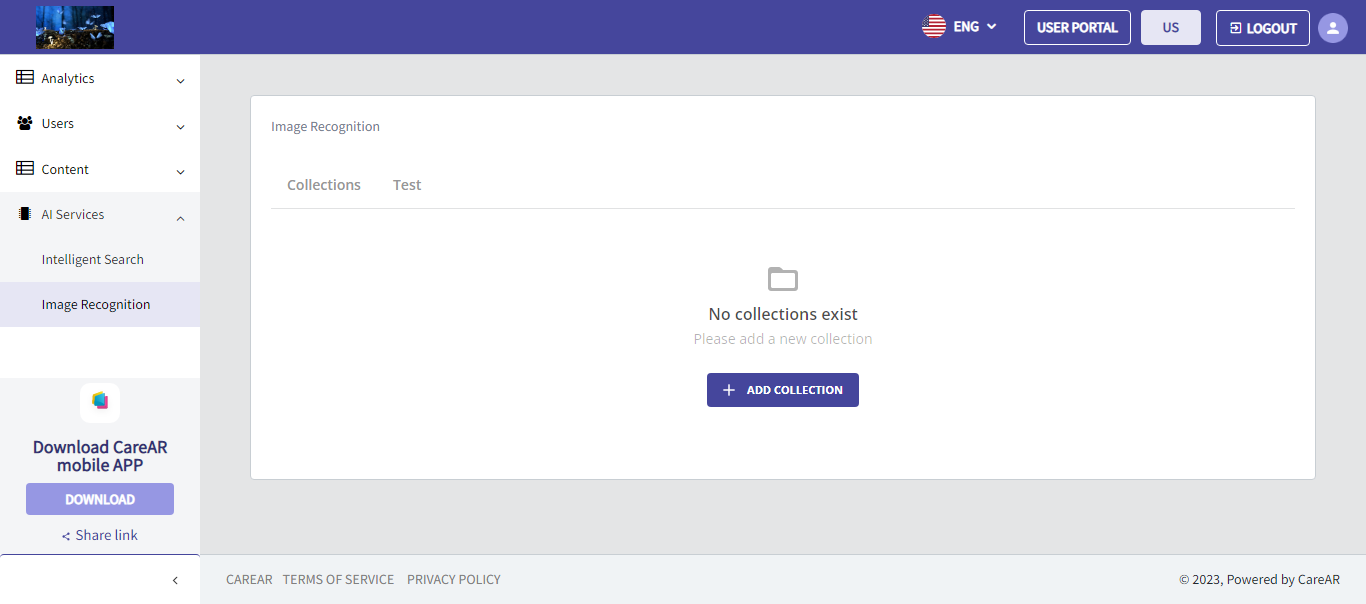 ENG
USER PORTAL
US
LOGOUT
Analytics
Users
Content
AI Services
Intelligent Search
Image Recognition
Download CareAR
mobile APP
DOWNLOAD
Share link
Image Recognition
Collections Test
No collections exist
Please add a new collection
ADD COLLECTION
CAREAR TERMS OF SERVICE PRIVACY POLICY
© 2023, Powered by CareAR